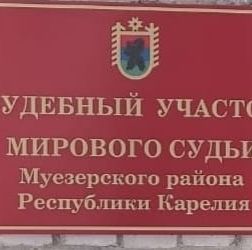 УДЕБНЫЙ УЧАСТО
МИРОВОГО СУДЬИ
Муезерского района
Республики Карелия